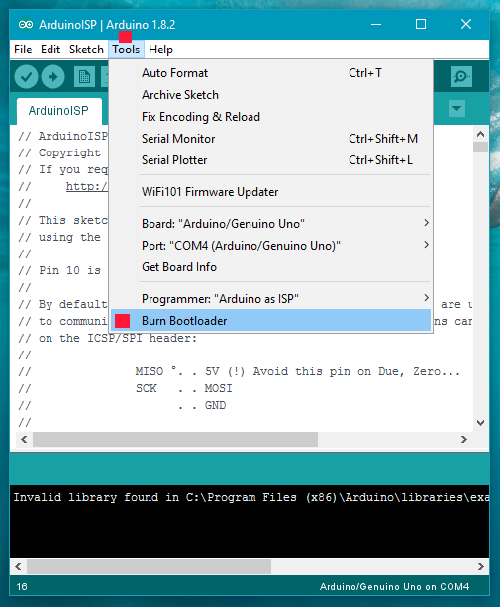 ArduinoISP | Arduino 1.8.2
File Edit Sketch Tools Help
Auto Format Ctrl+T
Archive Sketch
Fix Encoding & Reload
Serial Monitor Ctrl+Shift+M
Serial Plotter Ctrl+Shift+L
WiFi101 Firmware Updater
Board: "Arduino/Genuino Uno"
Port: "COM4 (Arduino/Genuino Uno)"
Get Board Info
Programmer: "Arduino as ISP"
Burn Bootloader
ArduinoISP
// ArduinoISP
// Copyright
// If you req
// http:/
//
// This sketc
// using the
//
// Pin 10 is
//
// By default are u
// to communi ns can
// on the ICSP/SPI header:
//
// MISO °. . 5V (!) Avoid this pin on Due, Zero...
// SCK . . MOSI
// . . GND
//
Invalid library found in C:\Program Files (x86)\Arduino\libraries\exa
16 Arduino/Genuino Uno on COM4